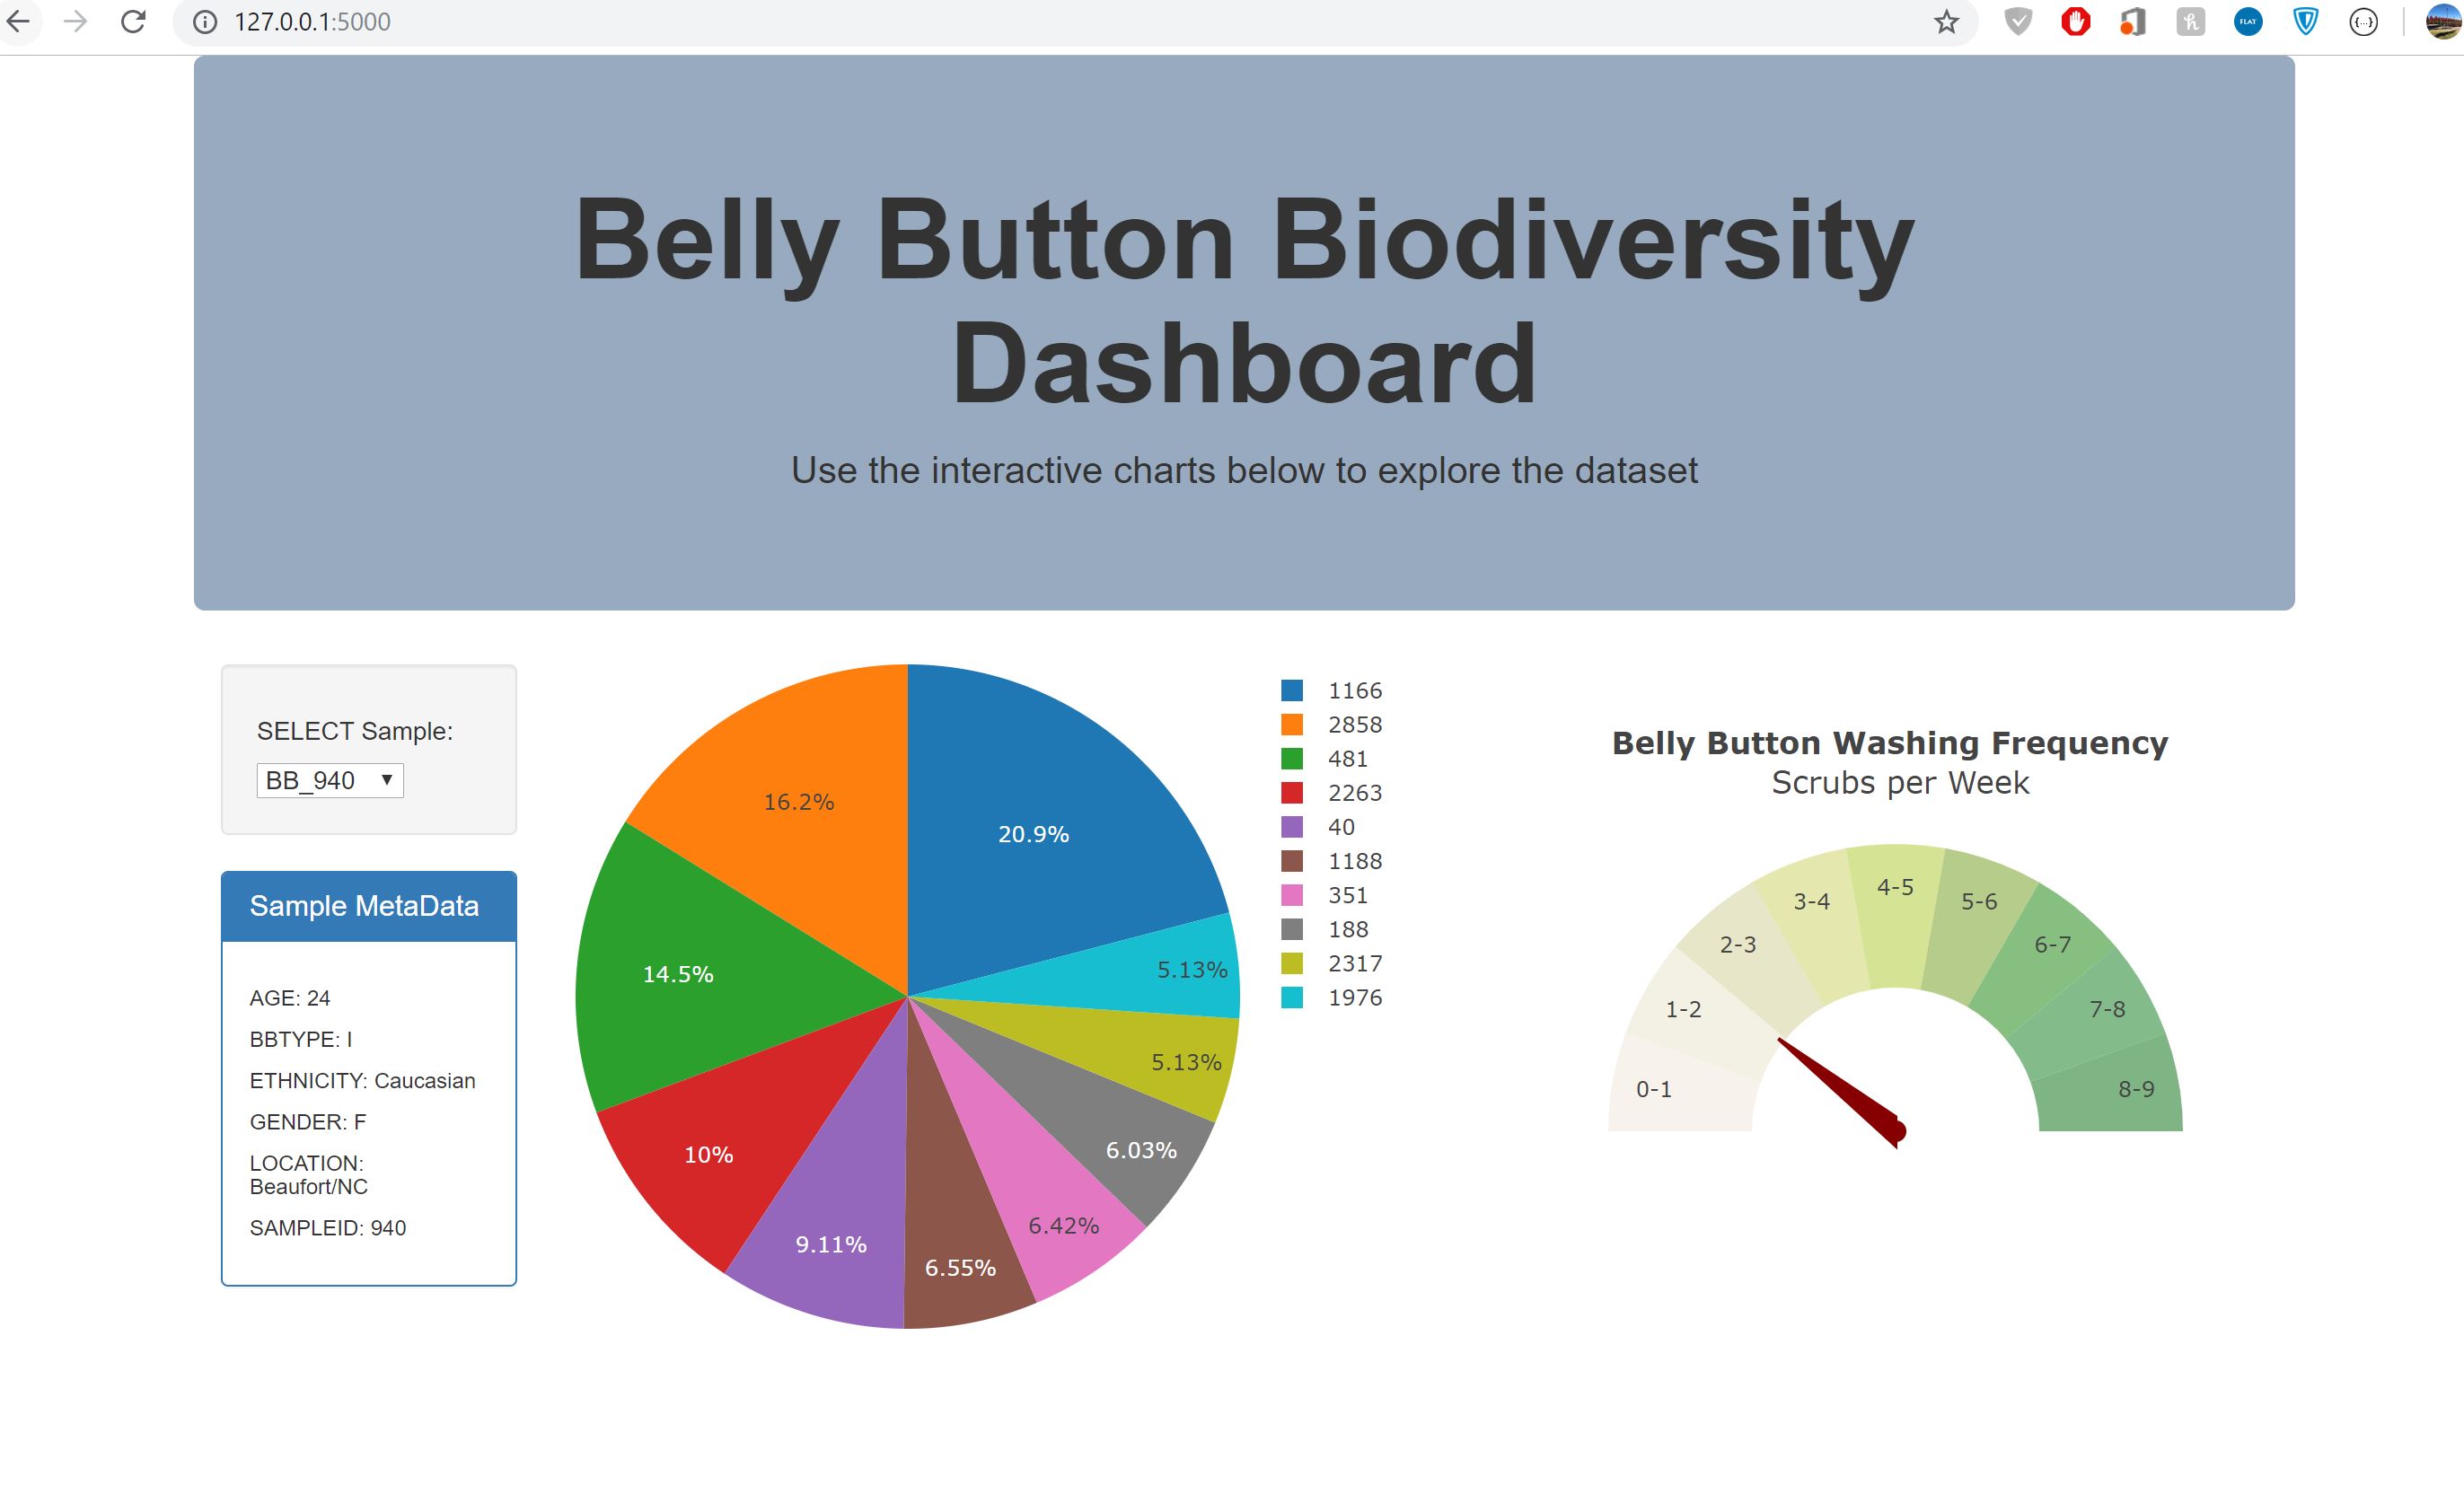 127.0.0.1:5000
FLAT
Belly Button Biodiversity
Dashboard
Use the interactive charts below to explore the dataset
SELECT Sample:
BB_940
Sample MetaData
AGE: 24
BBTYPE: I
ETHNICITY: Caucasian
GENDER: F
LOCATION:
Beaufort/NC
SAMPLEID: 940
20.9%
16.2%
14.5%
10%
9.11%
6.55%
6.42%
6.03%
5.13%
5.13%
1166
2858
481
2263
40
1188
351
188
2317
1976
Belly Button Washing Frequency
Scrubs per Week
0-1
1-2
2-3
3-4
4-5
5-6
6-7
7-8
8-9